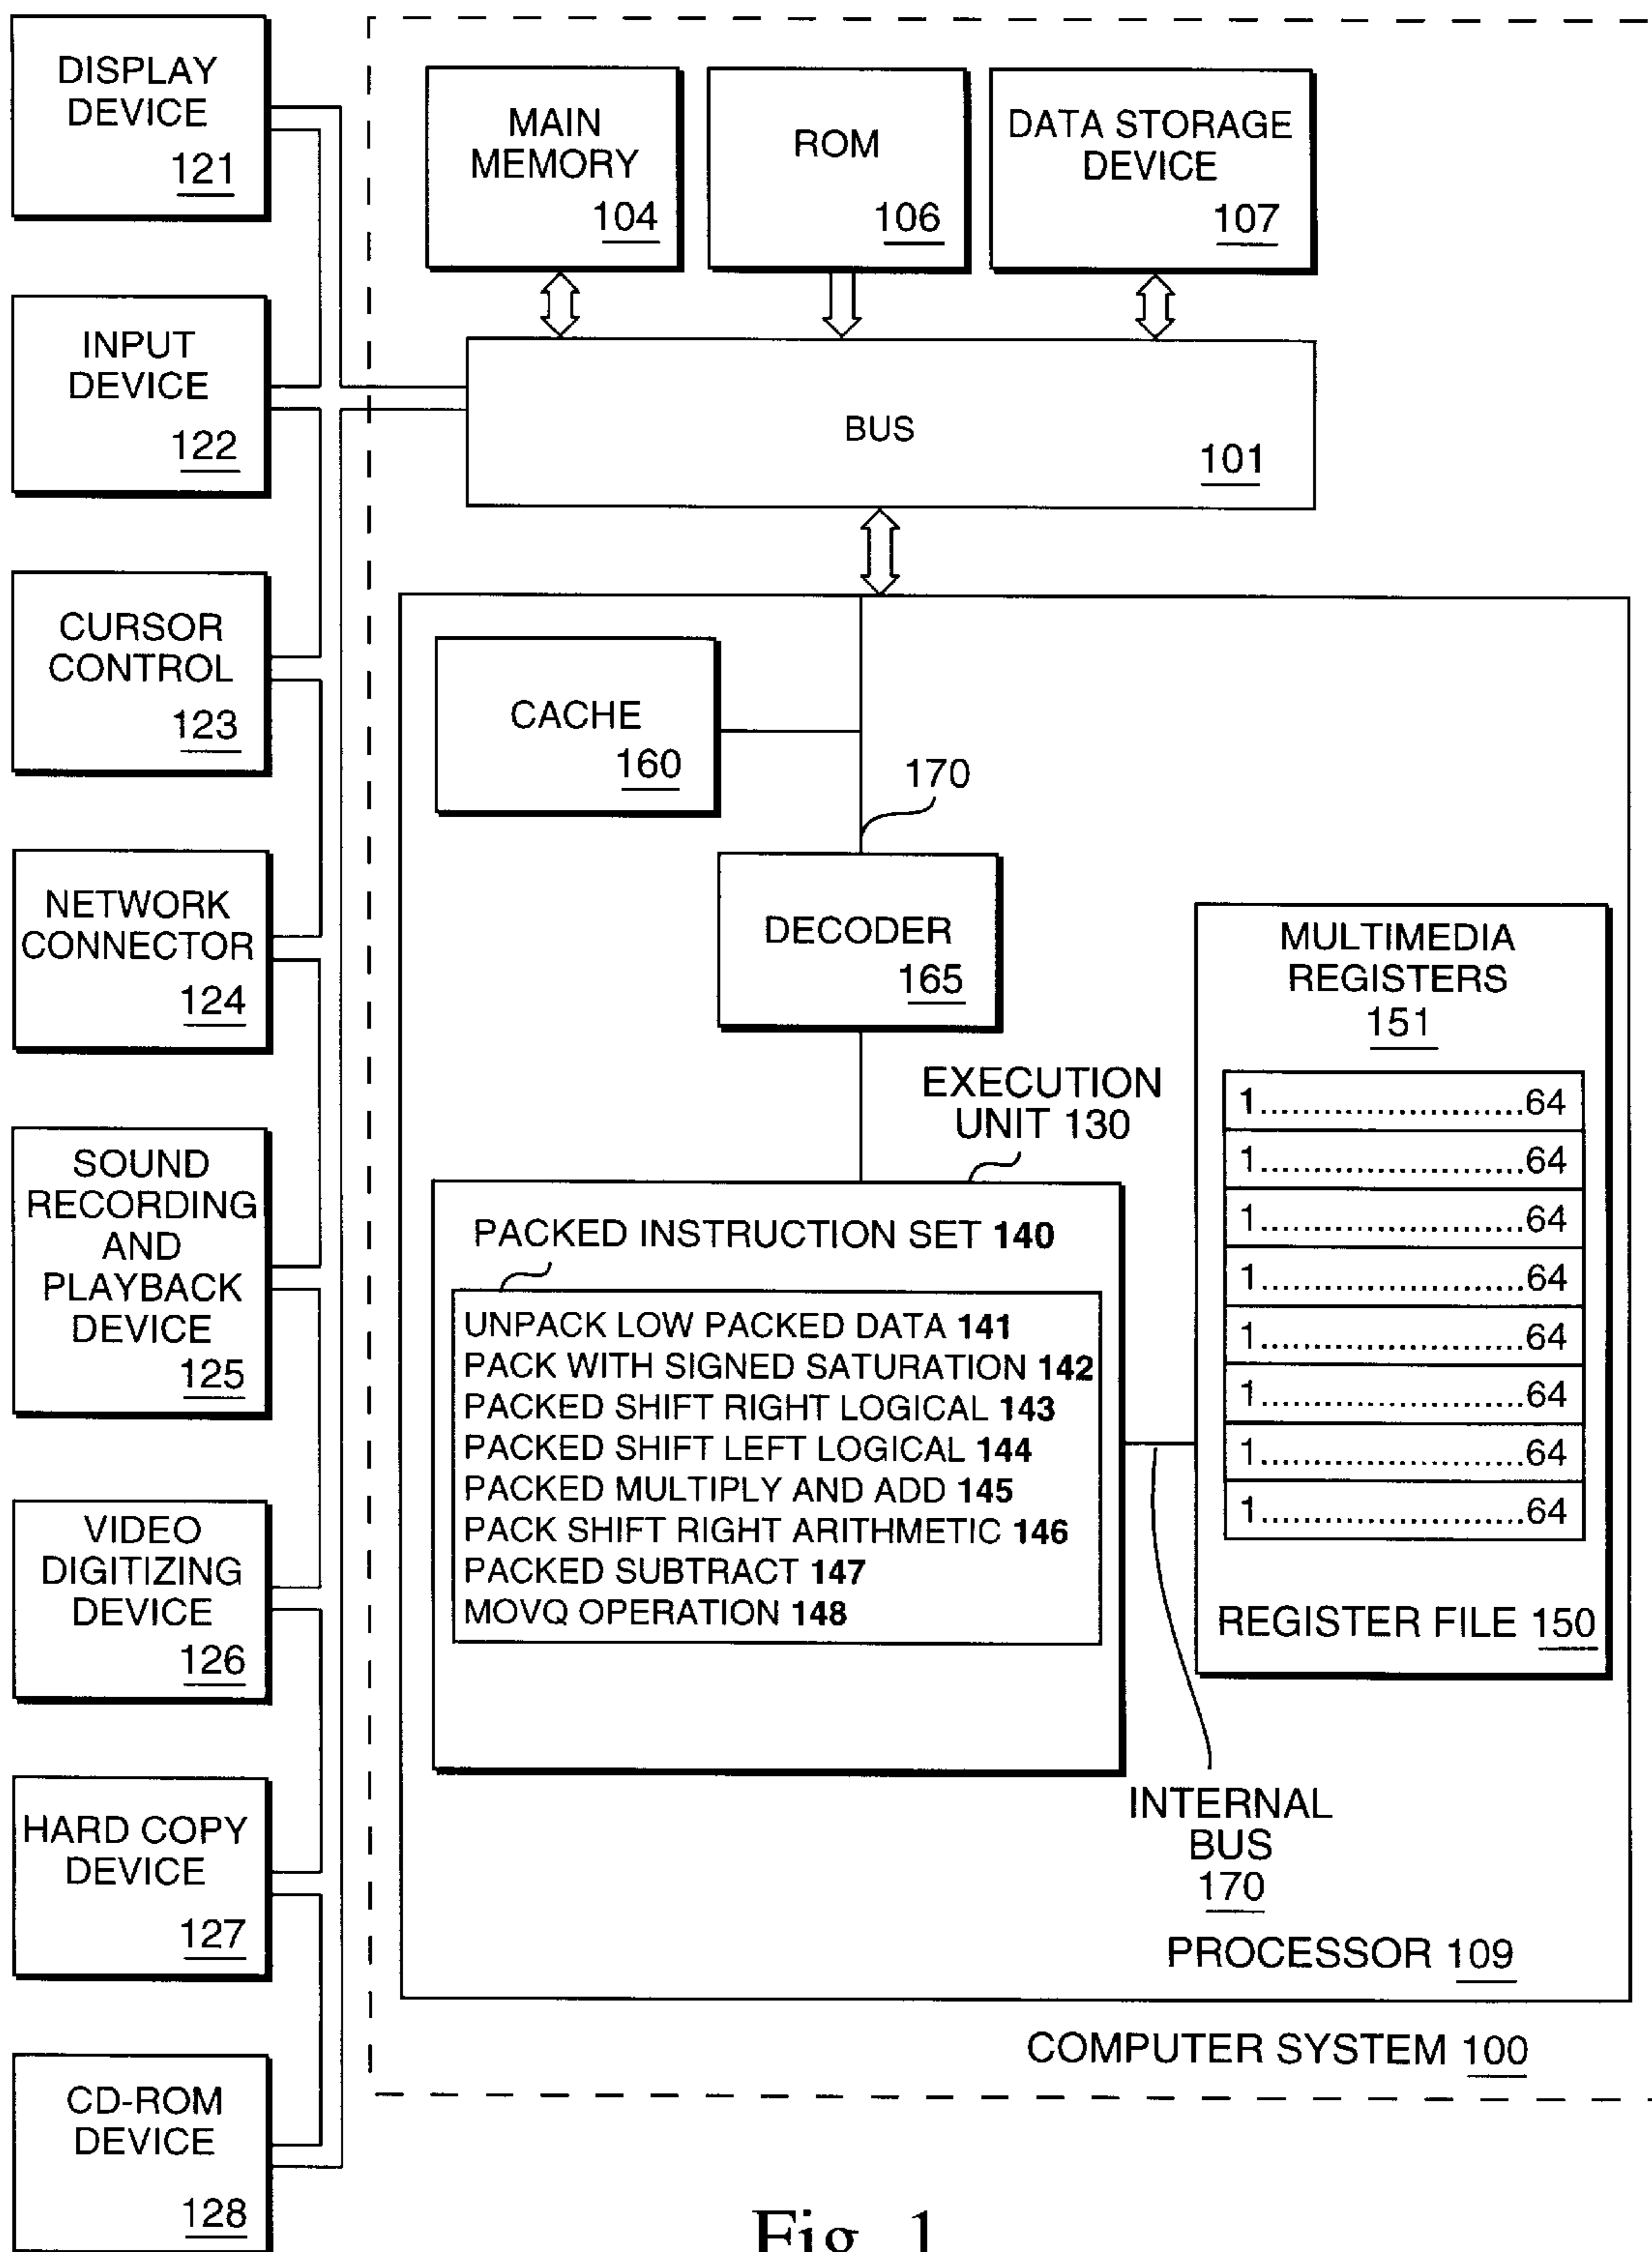 DISPLAY
DEVICE
121
INPUT
DEVICE
122
CURSOR
CONTROL
123
NETWORK
CONNECTOR
124
SOUND
RECORDING
AND
PLAYBACK
DEVICE
125
VIDEO
DIGITIZING
DEVICE
126
HARD COPY
DEVICE
127
CD-ROM
DEVICE
128
MAIN
MEMORY
104
ROM
106
DATA STORAGE
DEVICE
107
BUS
101
CACHE
160
170
DECODER
165
EXECUTION
UNIT 130
PACKED INSTRUCTION SET 140
UNPACK LOW PACKED DATA 141
PACK WITH SIGNED SATURATION 142
PACKED SHIFT RIGHT LOGICAL 143
PACKED SHIFT LEFT LOGICAL 144
PACKED MULTIPLY AND ADD 145
PACK SHIFT RIGHT ARITHMETIC 146
PACKED SUBTRACT 147
MOVQ OPERATION 148
MULTIMEDIA
REGISTERS
151
1........................64
1........................64
1........................64
1........................64
1........................64
1........................64
1........................64
1........................64
REGISTER FILE 150
INTERNAL
BUS
170
PROCESSOR 109
COMPUTER SYSTEM 100
Fig. 1